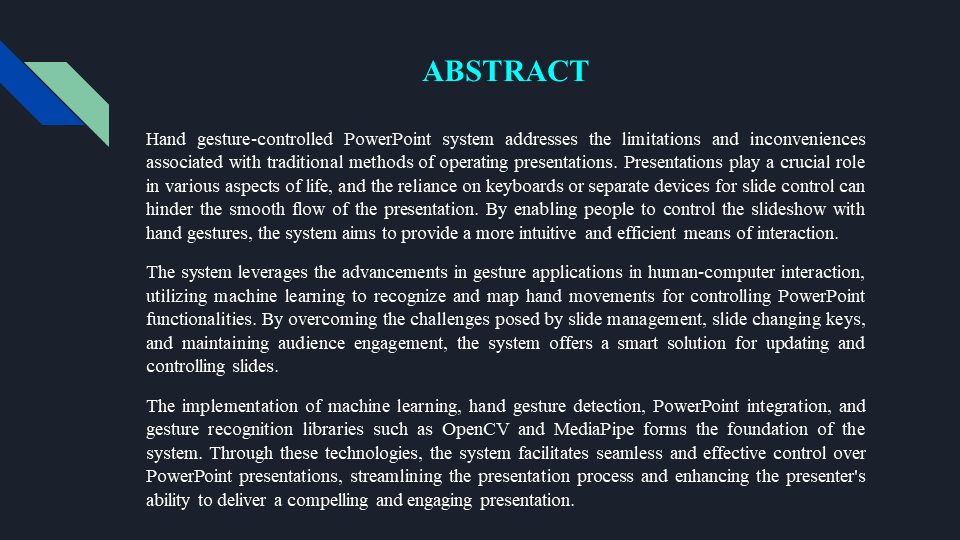 ABSTRACT
Hand gesture-controlled PowerPoint system addresses the limitations and inconveniences
associated with traditional methods of operating presentations. Presentations play a crucial role
in various aspects of life, and the reliance on keyboards or separate devices for slide control can
hinder the smooth flow of the presentation. By enabling people to control the slideshow with
hand gestures, the system aims to provide a more intuitive and efficient means of interaction.
The system leverages the advancements in gesture applications in human-computer interaction,
utilizing machine learning to recognize and map hand movements for controlling PowerPoint
functionalities. By overcoming the challenges posed by slide management, slide changing keys,
and maintaining audience engagement, the system offers a smart solution for updating and
controlling slides.
The implementation of machine learning, hand gesture detection, PowerPoint integration, and
gesture recognition libraries such as OpenCV and MediaPipe forms the foundation of the
system. Through these technologies, the system facilitates seamless and effective control over
PowerPoint presentations, streamlining the presentation process and enhancing the presenter's
ability to deliver a compelling and engaging presentation.